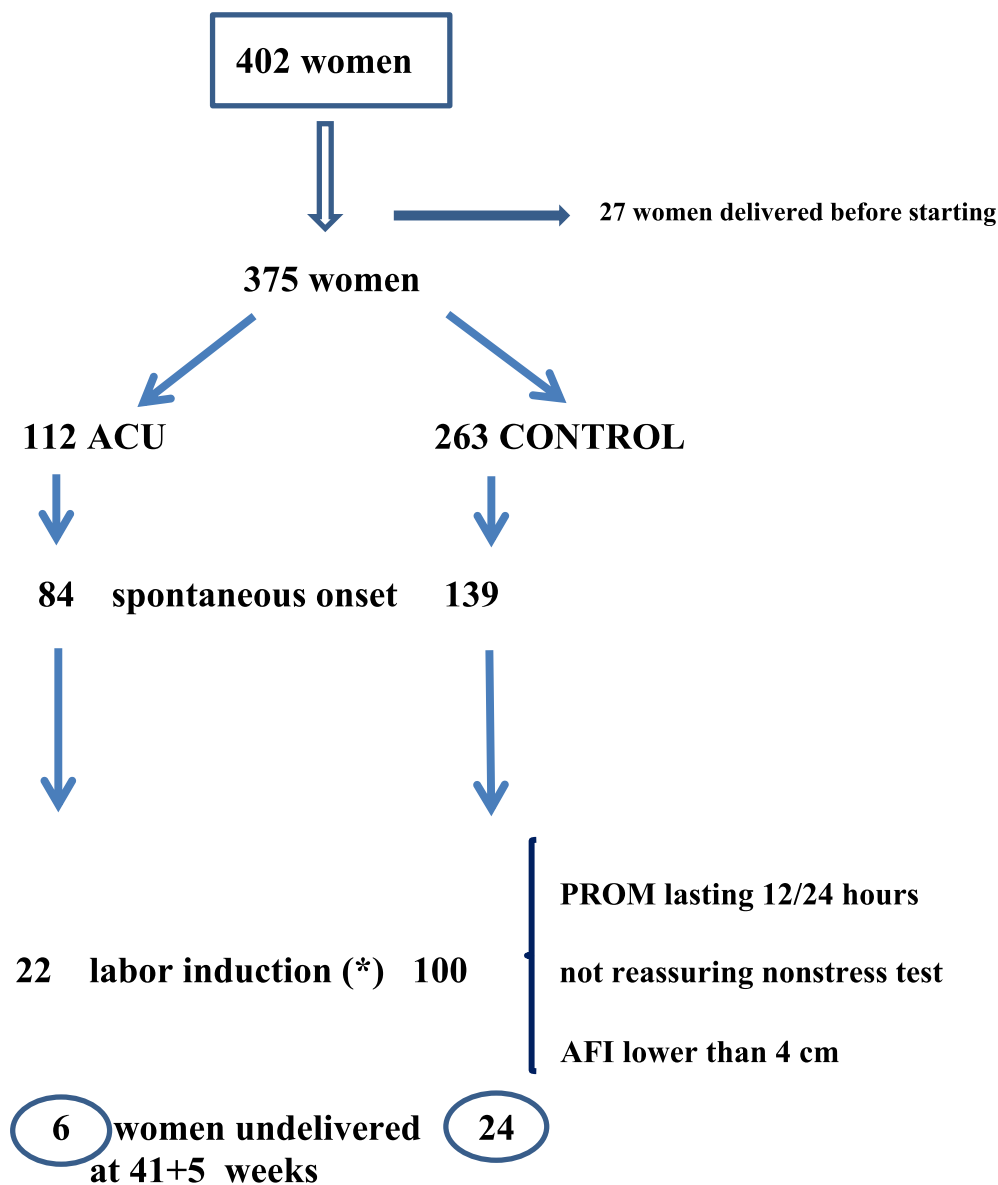 402 women
27 women delivered before starting
375 women
112 ACU 263 CONTROL
84 spontaneous onset 139
PROM lasting 12/24 hours
22 labor induction (*) 100 not reassuring nonstress test
AFI lower than 4 cm
6 women undelivered 24
at 41+5 weeks